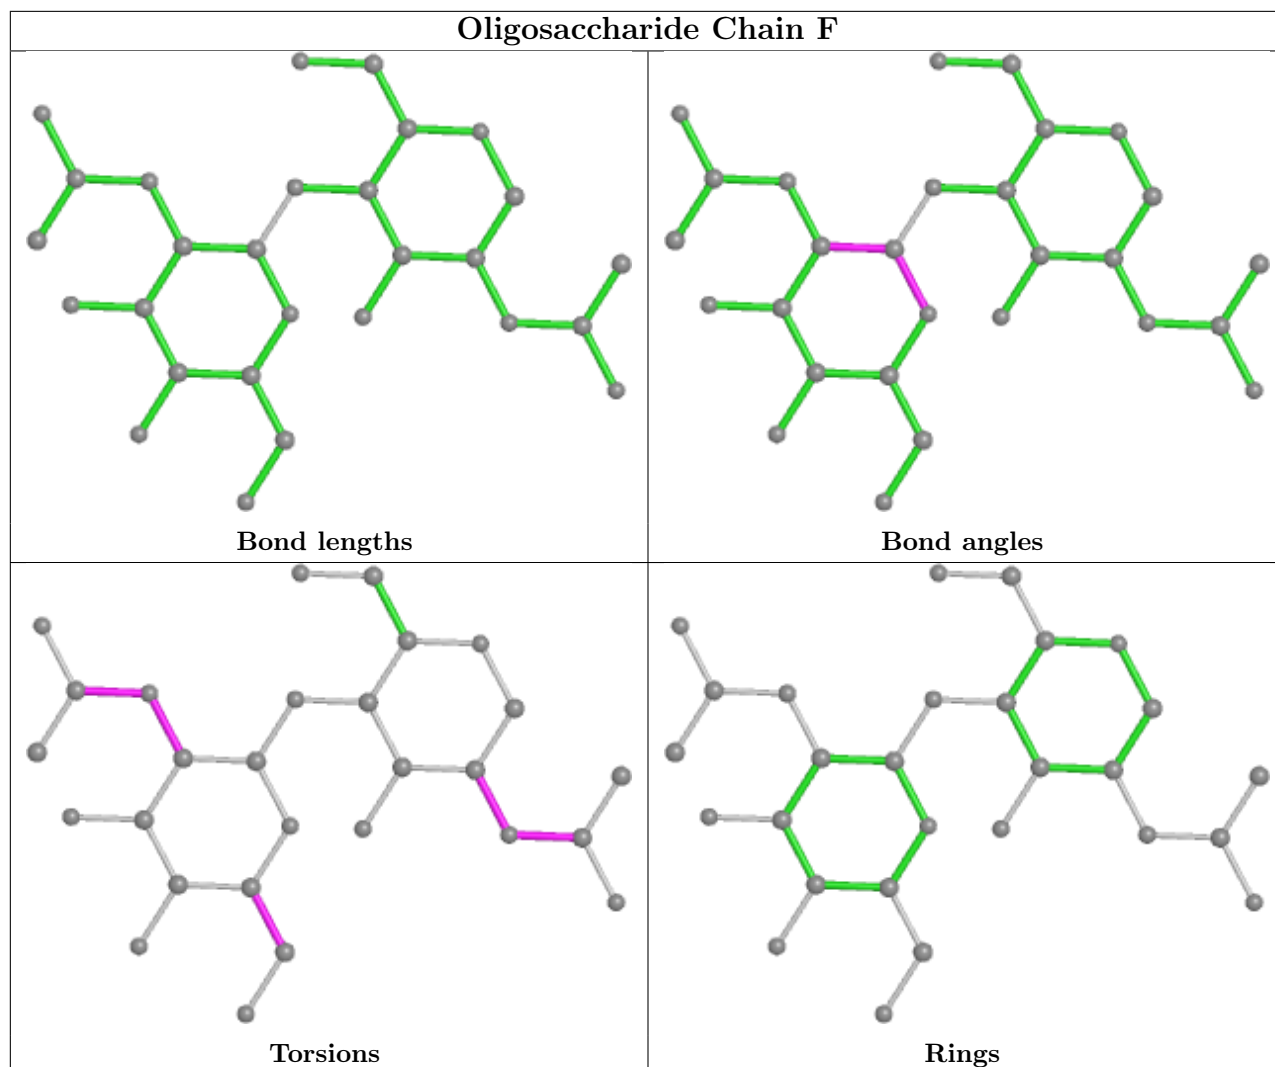 Oligosaccharide Chain F
Bond lengths
Bond angles
Torsions
Rings